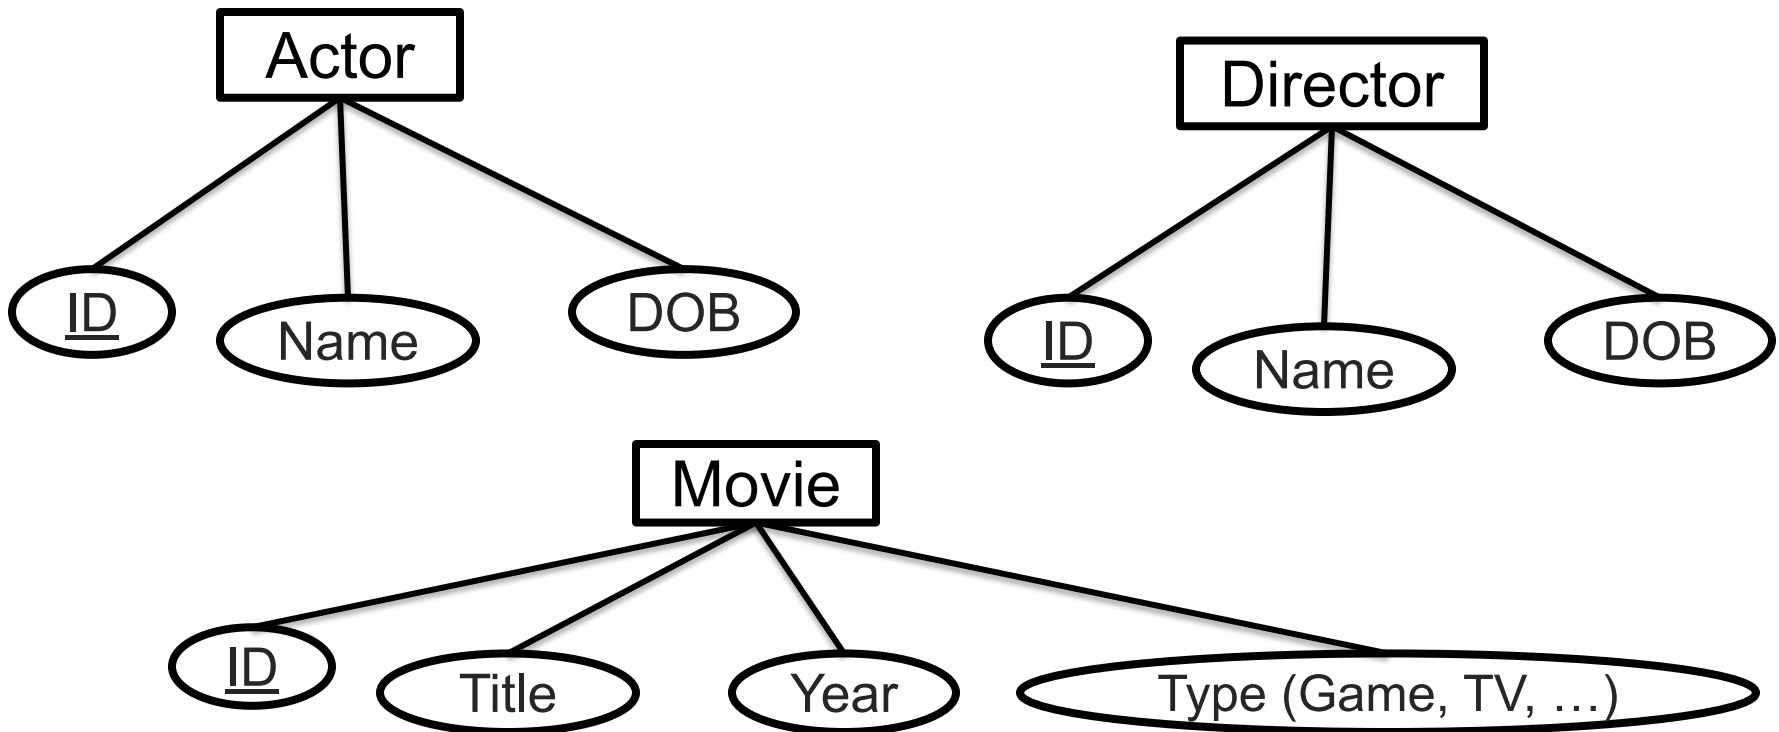 Actor
Director
ID
Name
DOB
ID
Name
DOB
Movie
ID
Title
Year
Type (Game, TV, …)